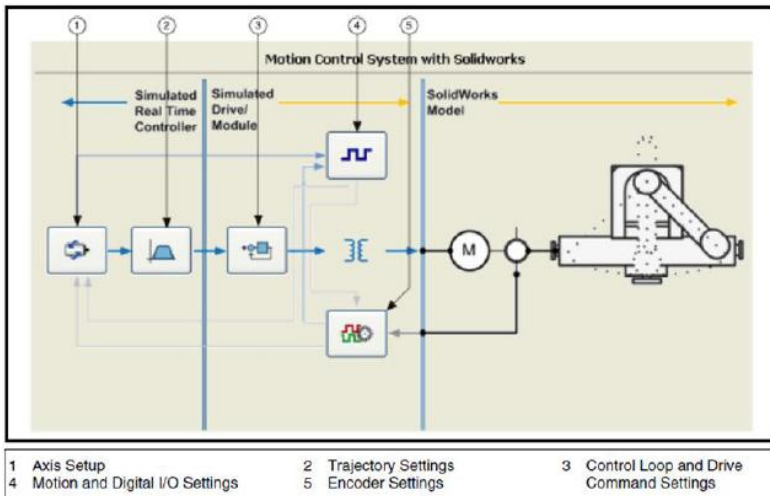 1 2 3 4 5
Motion Control System with Solidworks
Simulated Real Time Controller
Simulated Drive/ Module
SolidWorks Model
M
1 Axis Setup 2 Trajectory Settings 3 Control Loop and Drive
4 Motion and Digital I/O Settings 5 Encoder Settings Command Settings